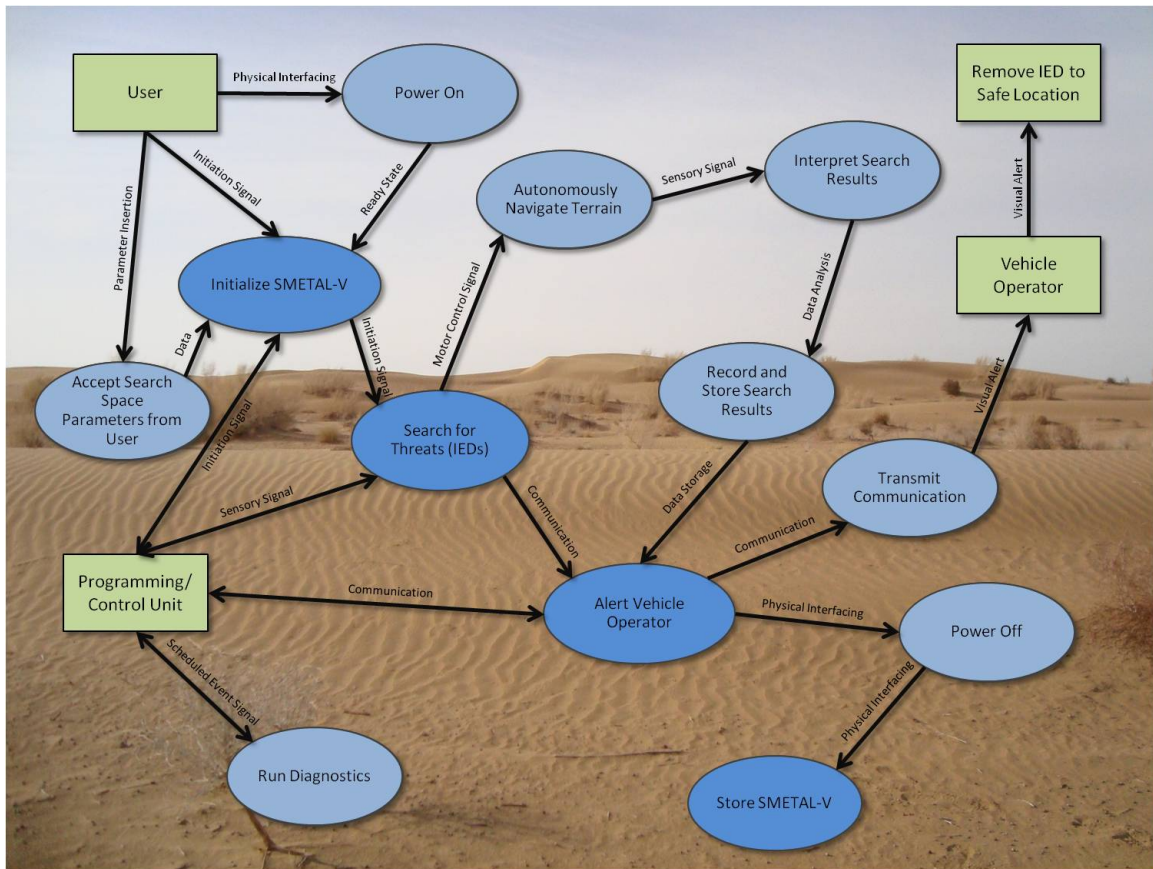 User
Physical Interfacing
Power On
Remove IED to
Safe Location
Initiation Signal
Ready State
Parameter Insertion
Autonomously
Navigate Terrain
Sensory Signal
Interpret Search
Results
Visual Alert
Vehicle
Operator
Initialize SMETAL-V
Data
Initiation Signal
Motor Control Signal
Data Analysis
Accept Search
Space
Parameters from
User
Initiation Signal
Search for
Threats (IEDs)
Record and
Store Search
Results
Visual Alert
Sensory Signal
Communication
Data Storage
Transmit
Communication
Communication
Programming/
Control Unit
Communication
Alert Vehicle
Operator
Physical Interfacing
Power Off
Scheduled Event Signal
Physical Interfacing
Run Diagnostics
Store SMETAL-V